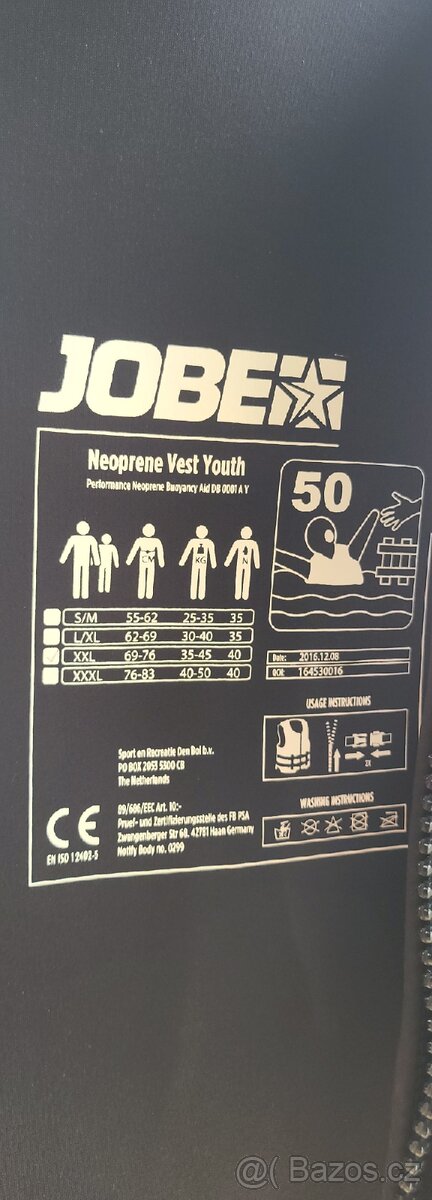 JOBE
Neoprene Vest Youth
Performance Neoprene Buoyancy Aid DB 0001 A Y
50
CM KG N
S/M 55-62 25-35 35
L/XL 62-69 30-40 35
XXL 69-76 35-45 40
XXXL 76-83 40-50 40
Date: 2016.12.08
164530016
USAGE INSTRUCTIONS
Sport en Recreatie Den Bol b.v.
PO BOX 2053 5300 CB
The Netherlands
WASHING INSTRUCTIONS
CE
EN ISO 12402-5
89/686/EEC Art. 10:-
Pruef- und Zertifizierungsstelle des FB PSA
Zwengenberger Str 68. 42781 Haan Germany
Notify Body no. 0299
@( Bazos.cz